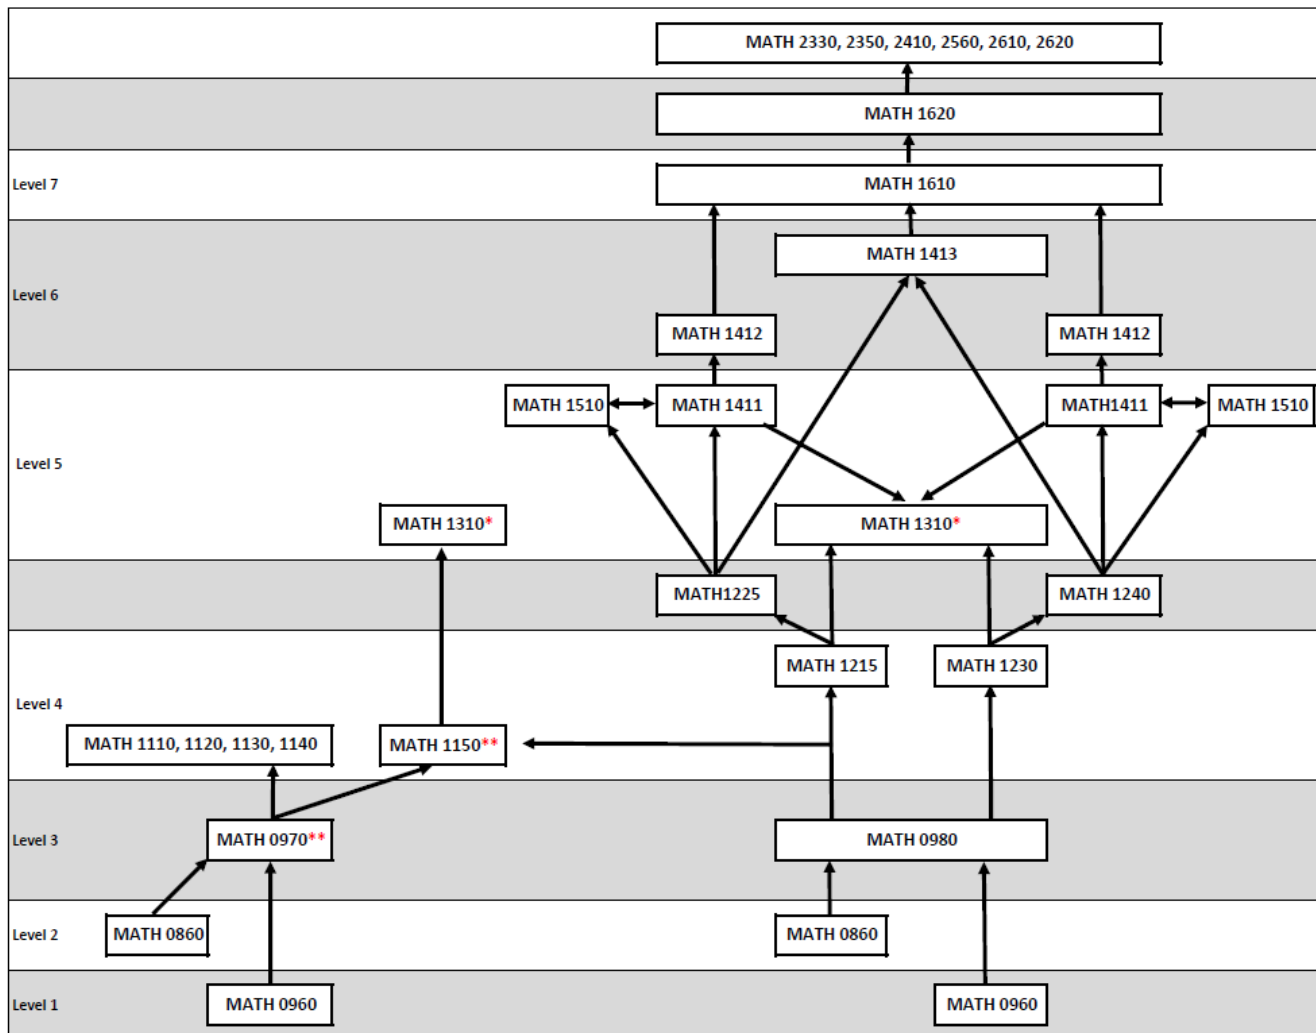 MATH 2330, 2350, 2410, 2560, 2610, 2620
MATH 1620
Level 7
MATH 1610
MATH 1413
Level 6
MATH 1412
MATH 1412
MATH 1510
MATH 1411
MATH1411
MATH 1510
Level 5
MATH 1310*
MATH 1310*
MATH1225
MATH 1240
MATH 1215
MATH 1230
Level 4
MATH 1110, 1120, 1130, 1140
MATH 1150**
Level 3
MATH 0970**
MATH 0980
Level 2
MATH 0860
MATH 0860
Level 1
MATH 0960
MATH 0960